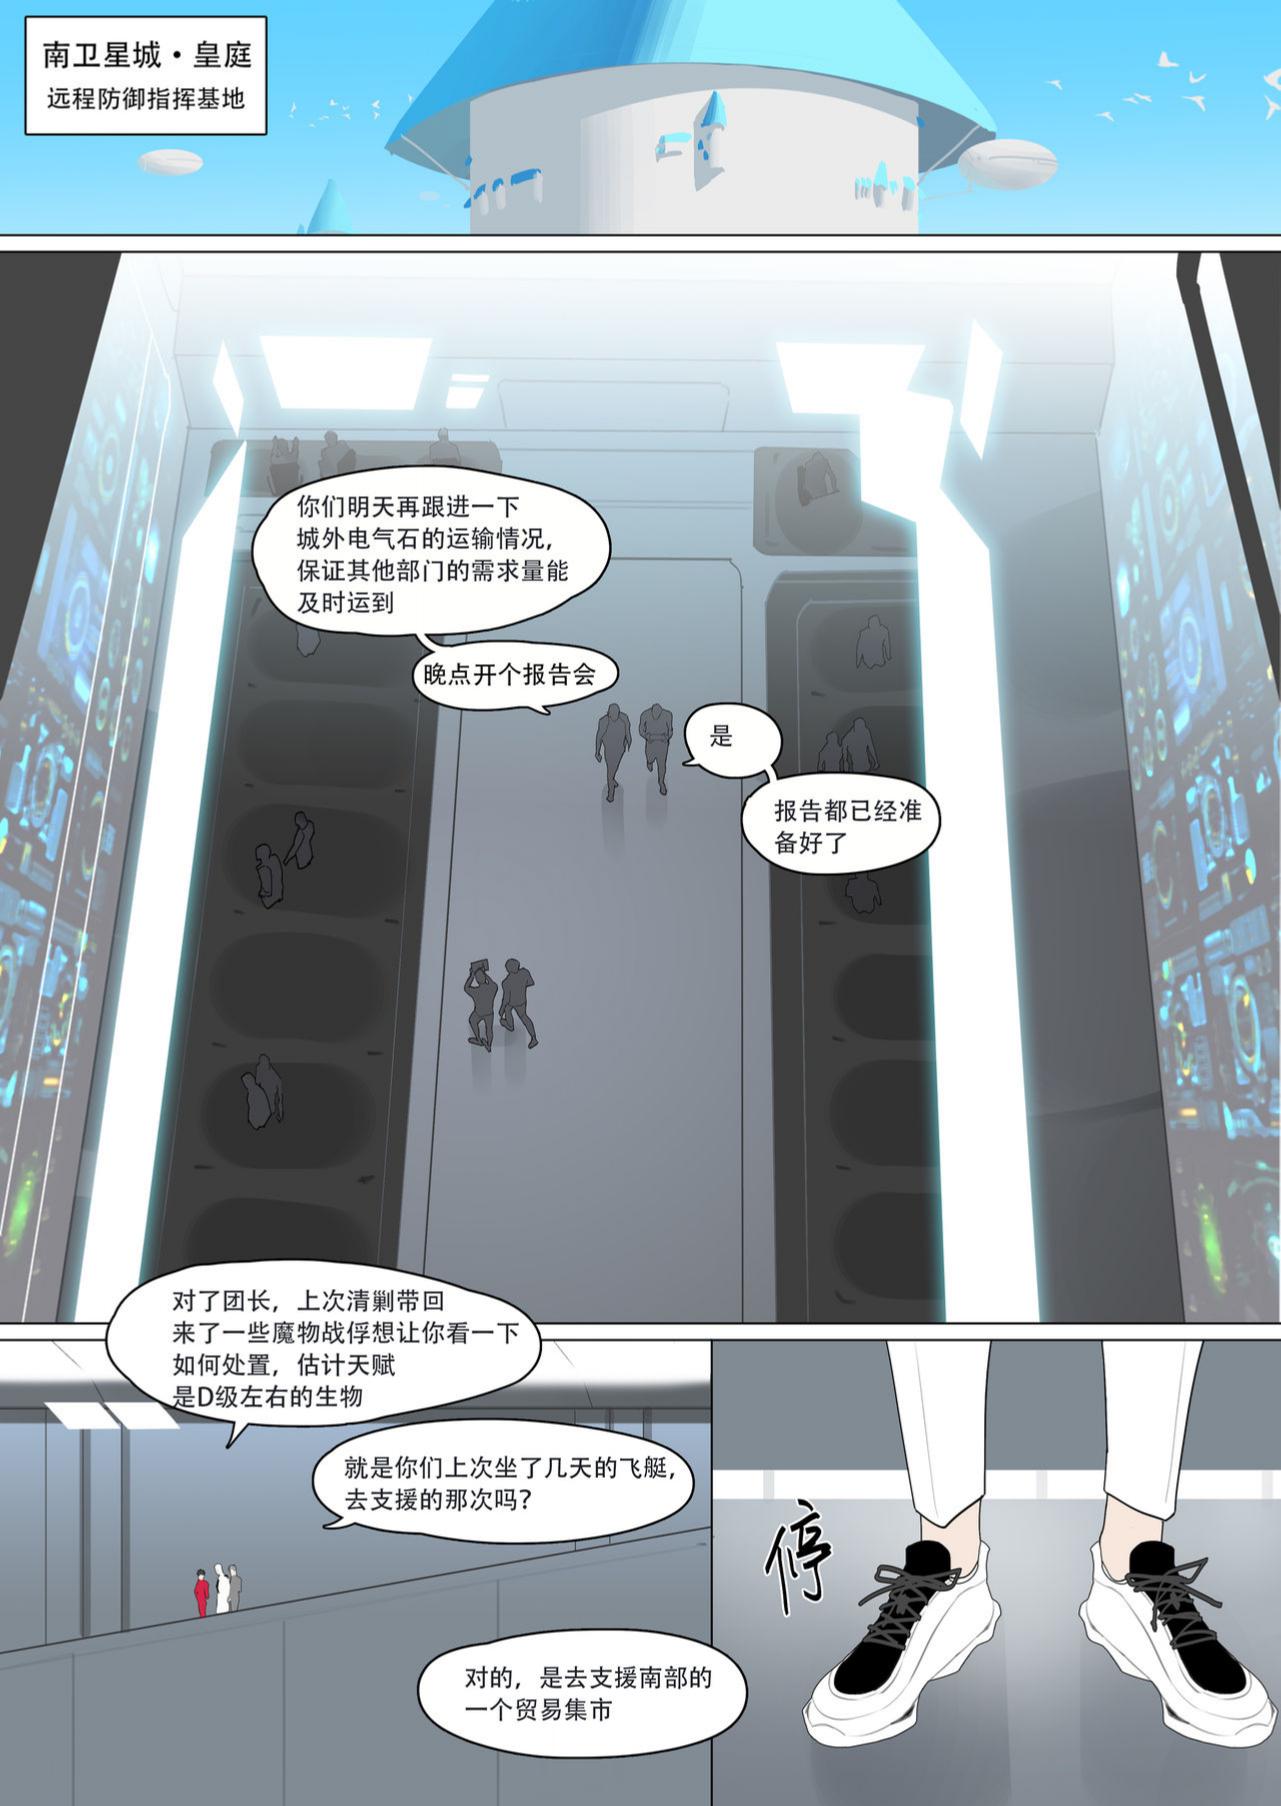 南卫星城·皇庭
远程防御指挥基地
你们明天再跟进一下
城外电气石的运输情况，
保证其他部门的需求量能
及时运到
晚点开个报告会
是
报告都已经准
备好了
对了团长，上次清剿带回
来了一些魔物战俘想让你看一下
如何处置，估计天赋
是D级左右的生物
就是你们上次坐了几天的飞艇，
去支援的那次吗？
对的，是去支援南部的
一个贸易集市
停